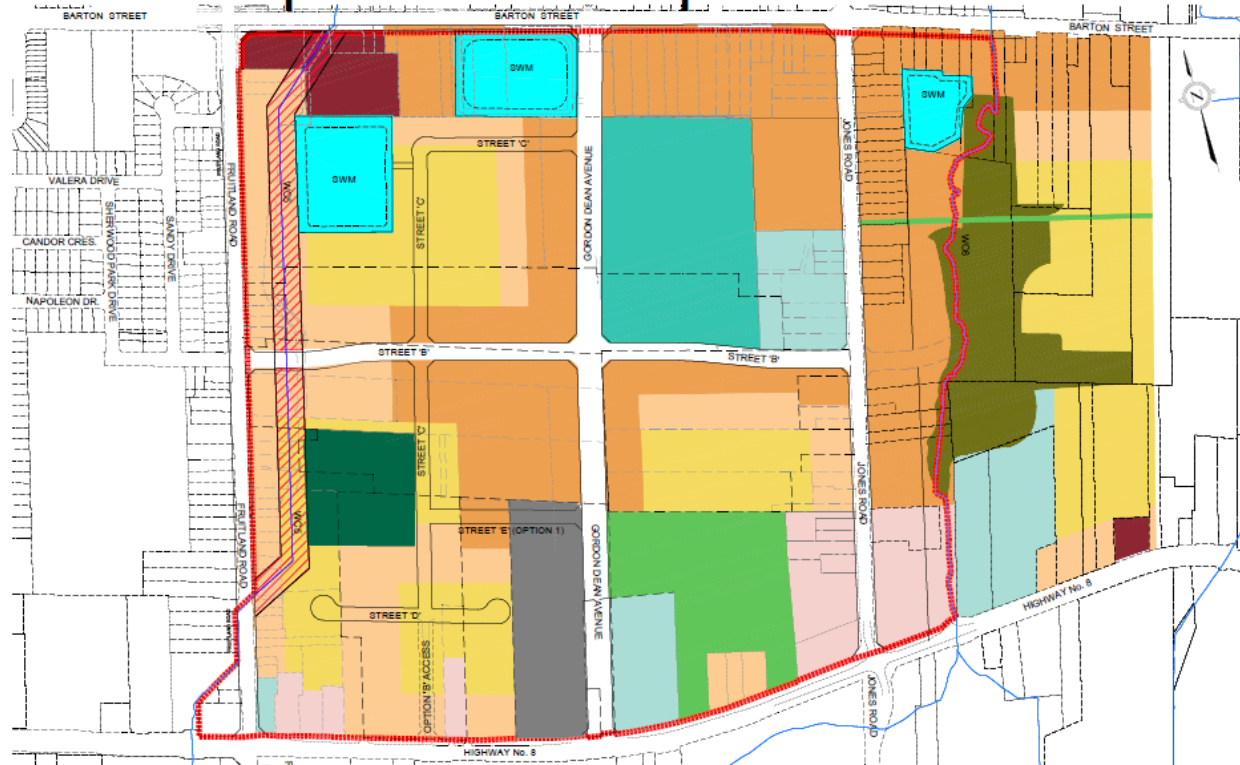 BARTON STREET
BARTON STREET
BARTON STREET
SWM
SWM
SWM
STREET 'C'
JONES ROAD
GORDON DEAN AVENUE
FRUITLAND ROAD
VALERA DRIVE
WC5
STREET 'C'
SHERWOOD PARK DRIVE
SANDY DRIVE
CANDOR CRES.
WC6
NAPOLEON DR.
STREET 'B'
STREET 'B'
STREET 'C'
JONES ROAD
FRUITLAND ROAD
WC5
STREET 'E' (OPTION 1)
GORDON DEAN AVENUE
HIGHWAY No. 8
STREET 'D'
OPTION 'B' ACCESS
JONES ROAD
HIGHWAY No. 8